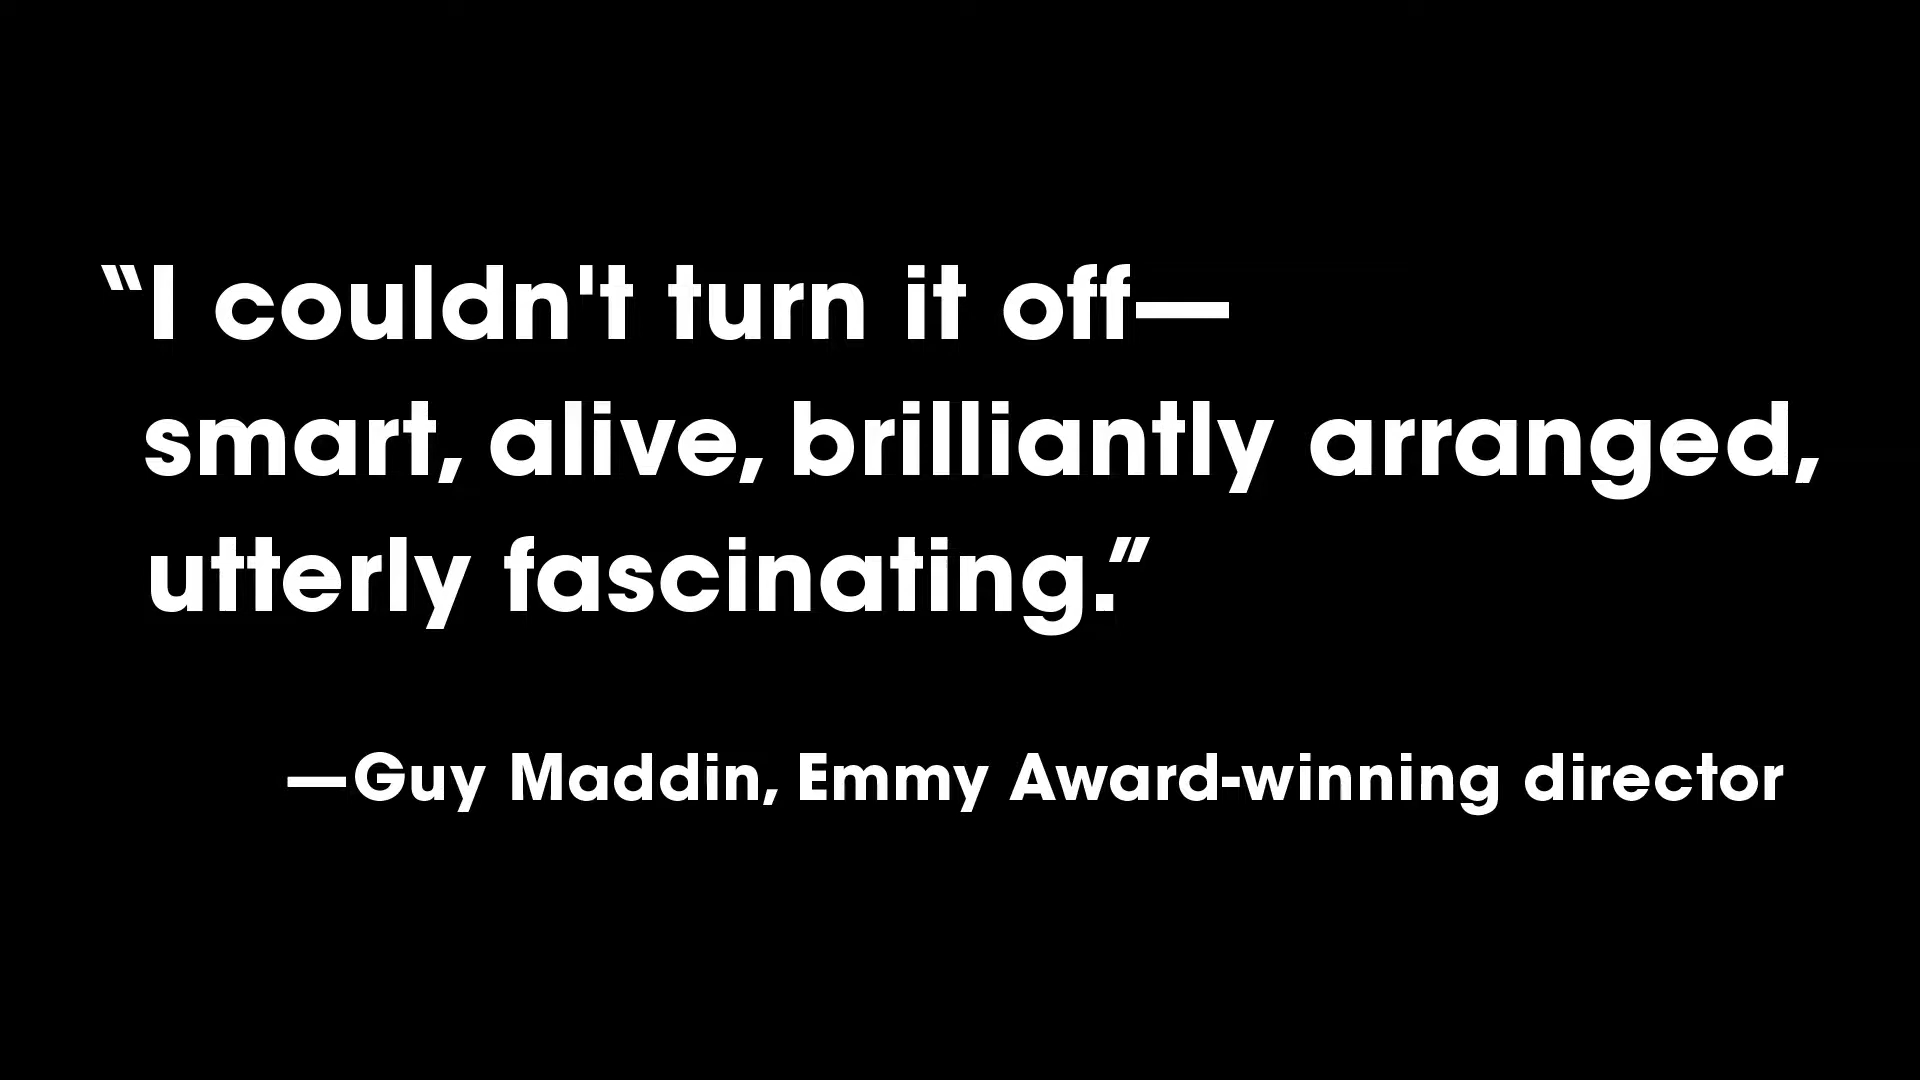 “I couldn't turn it off—
smart, alive, brilliantly arranged,
utterly fascinating.”
—Guy Maddin, Emmy Award-winning director